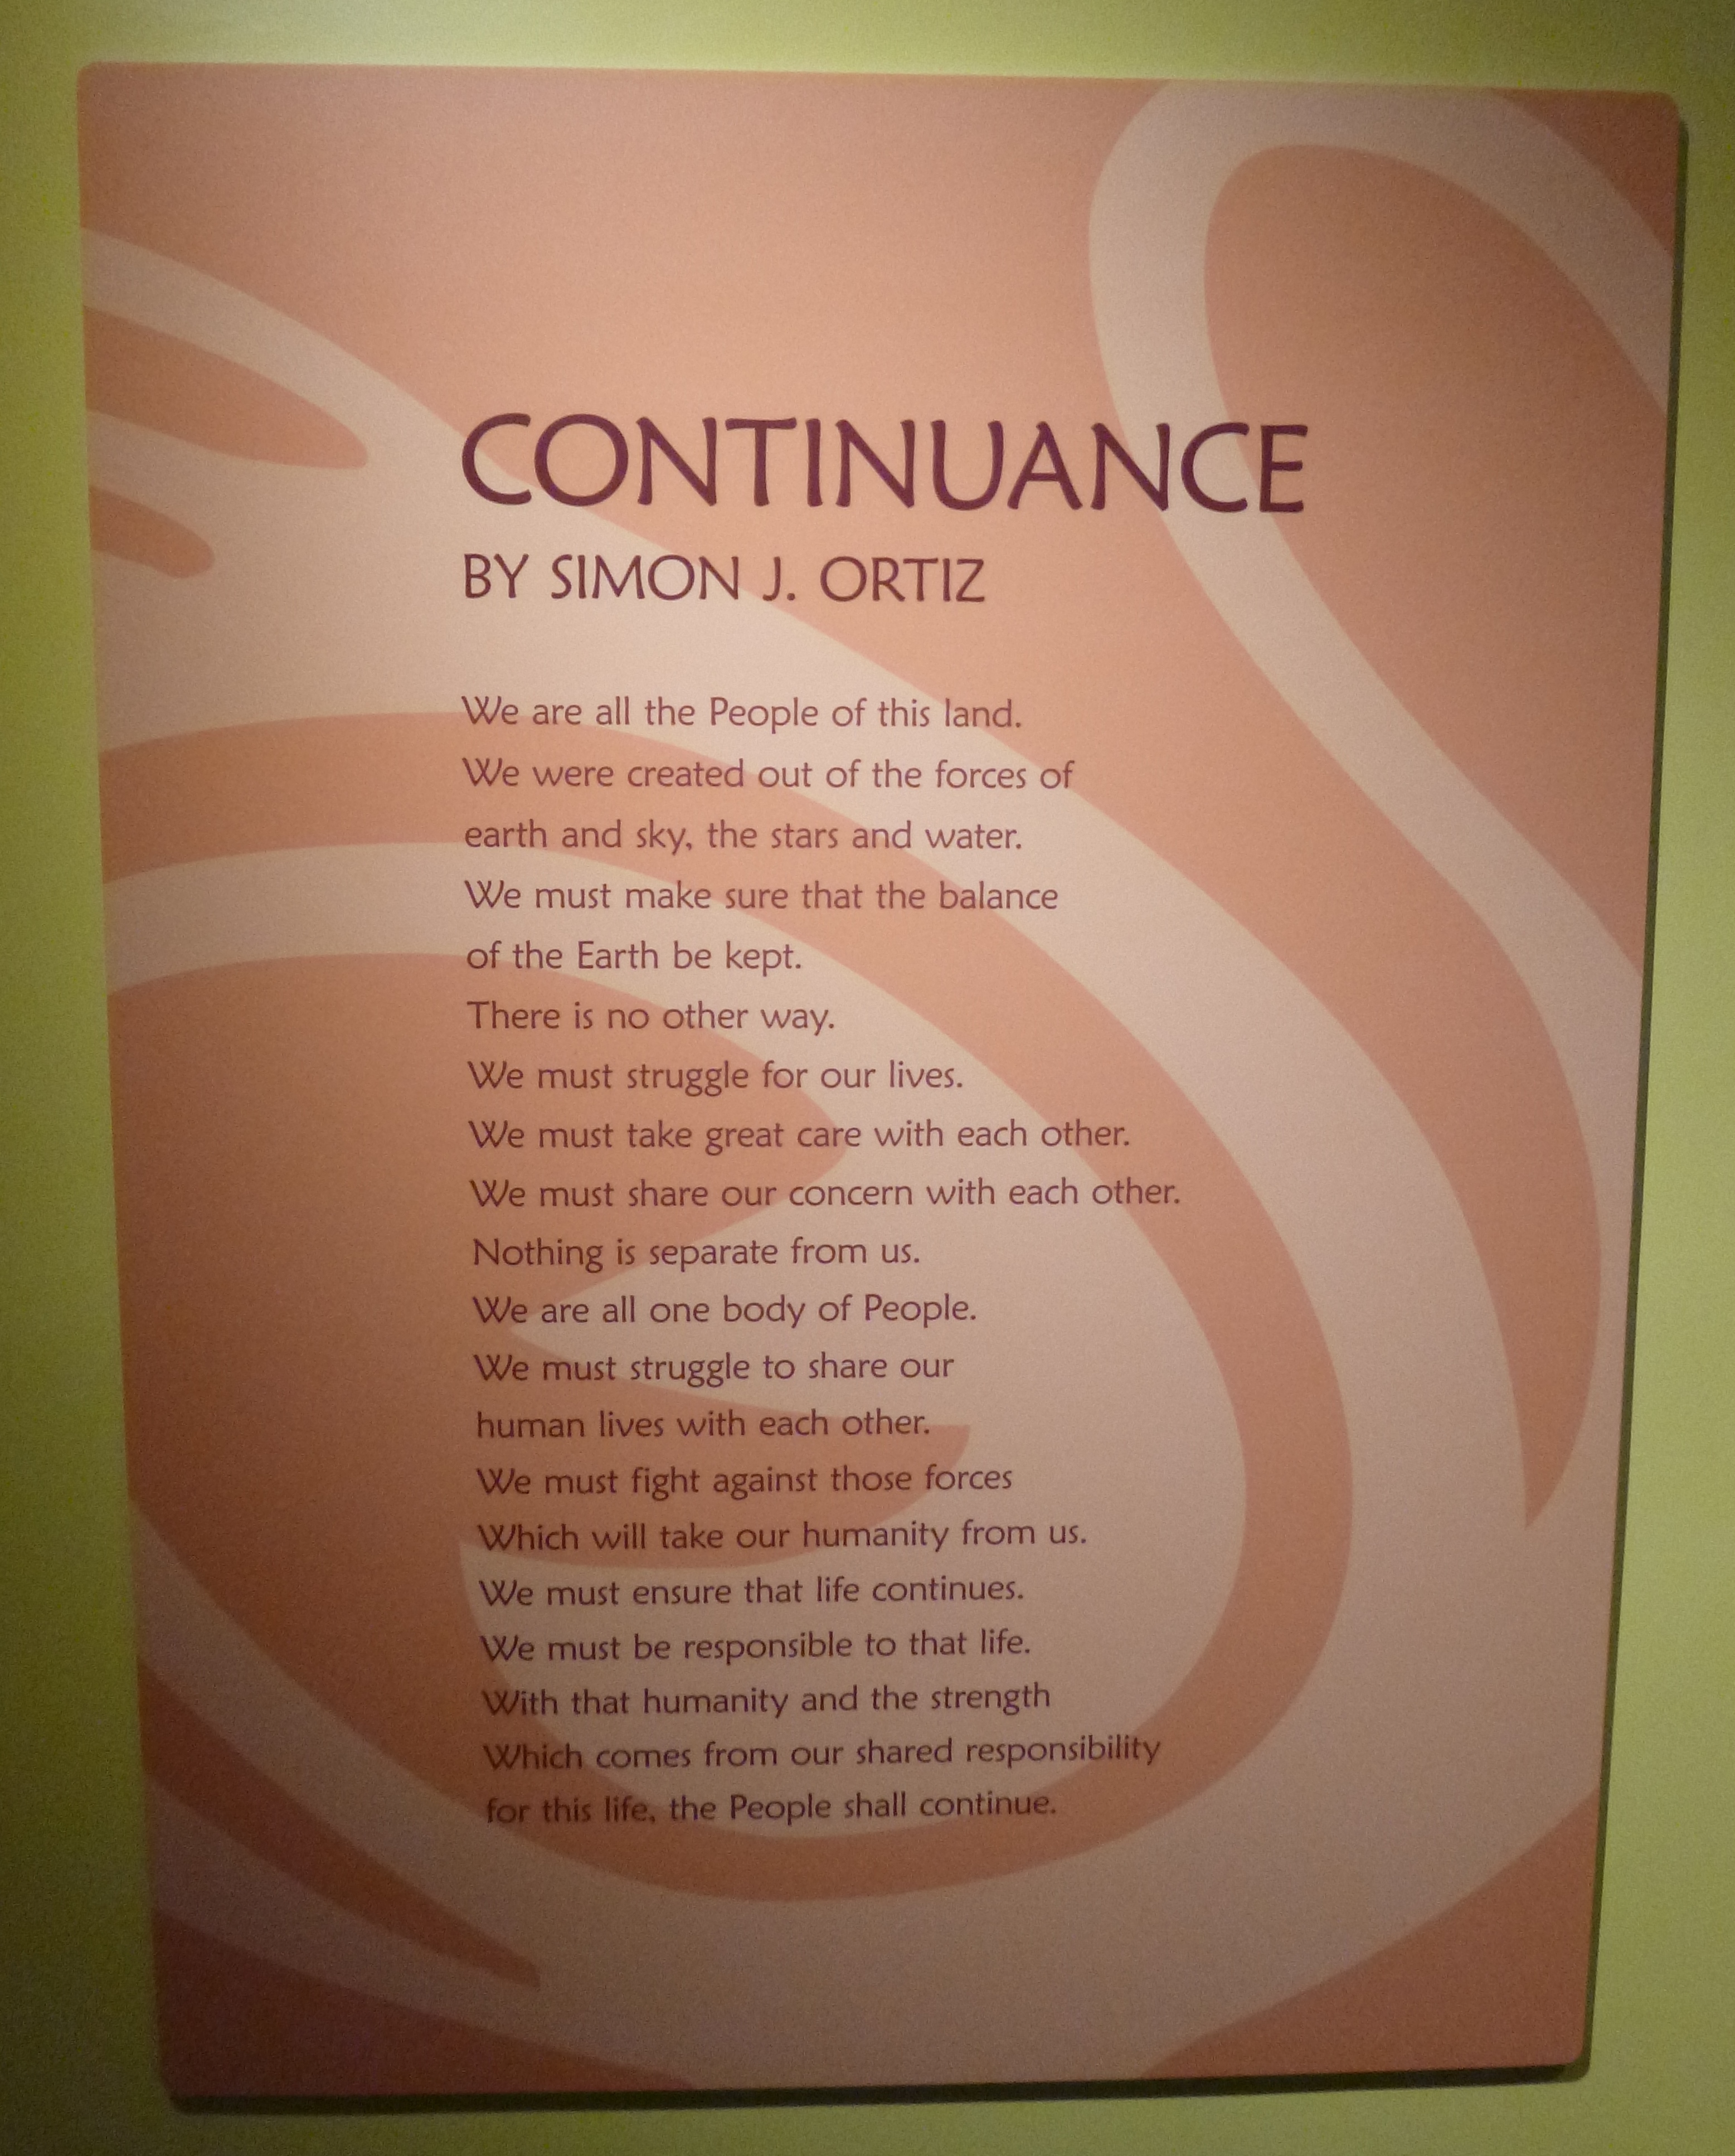 CONTINUANCE
BY SIMON J. ORTIZ
We are all the People of this land.
We were created out of the forces of
earth and sky, the stars and water.
We must make sure that the balance
of the Earth be kept.
There is no other way.
We must struggle for our lives.
We must take great care with each other.
We must share our concern with each other.
Nothing is separate from us.
We are all one body of People.
We must struggle to share our
human lives with each other.
We must fight against those forces
Which will take our humanity from us.
We must ensure that life continues.
We must be responsible to that life.
With that humanity and the strength
Which comes from our shared responsibility
for this life, the People shall continue.